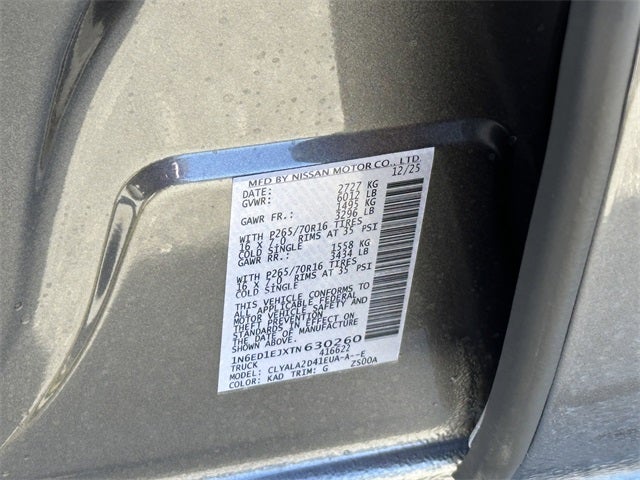 MFD BY NISSAN MOTOR CO., LTD.
DATE: 12/25
GVWR: 2727 KG
6012 LB
GAWR FR.: 1495 KG
3296 LB
WITH P265/70R16 TIRES
16 X 7.0 RIMS AT 35 PSI
COLD SINGLE
GAWR RR.: 1558 KG
3434 LB
WITH P265/70R16 TIRES
16 X 7.0 RIMS AT 35 PSI
COLD SINGLE
THIS VEHICLE CONFORMS TO
ALL APPLICABLE FEDERAL
MOTOR VEHICLE SAFETY AND
THEFT PREVENTION
STANDARDS IN EFFECT ON
THE DATE OF MANUFACTURE
1N6ED1EJXTN630260
TRUCK 416622
MODEL: CLYALA2D41EUA-A--E
COLOR: KAD TRIM: G ZS00A